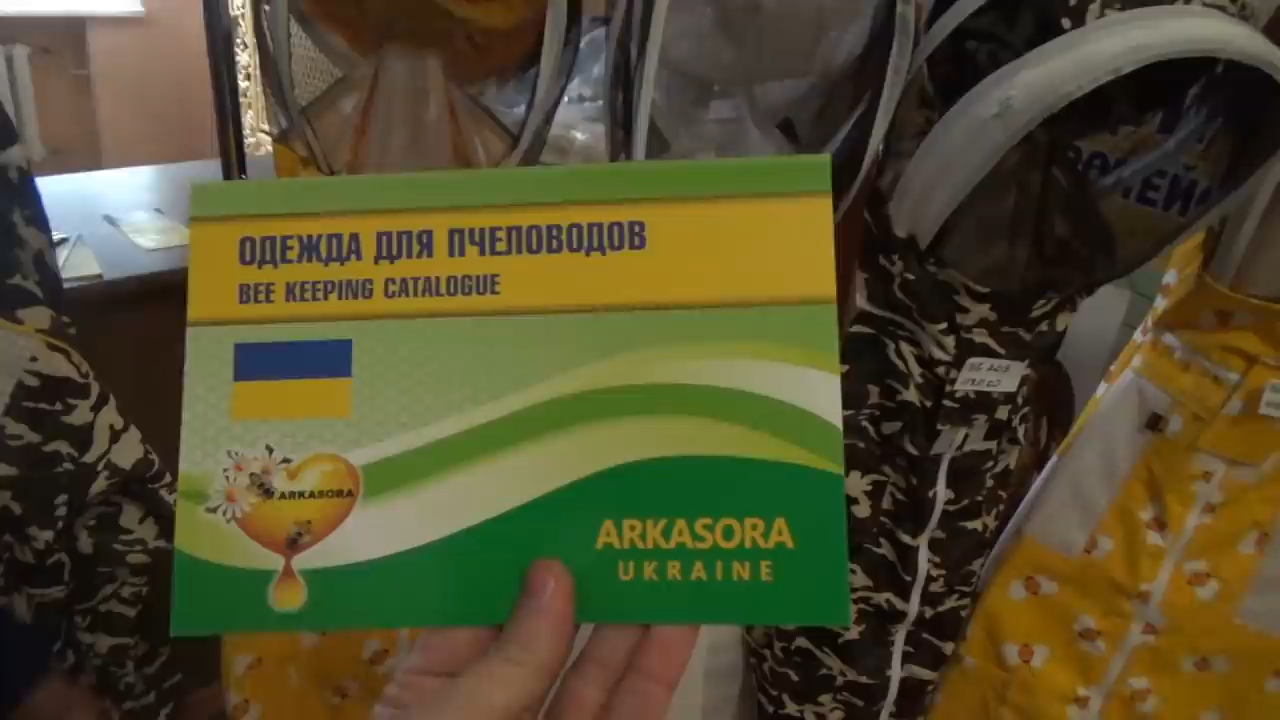 ОДЕЖДА ДЛЯ ПЧЕЛОВОДОВ
BEE KEEPING CATALOGUE
ARKASORA
ARKASORA
UKRAINE